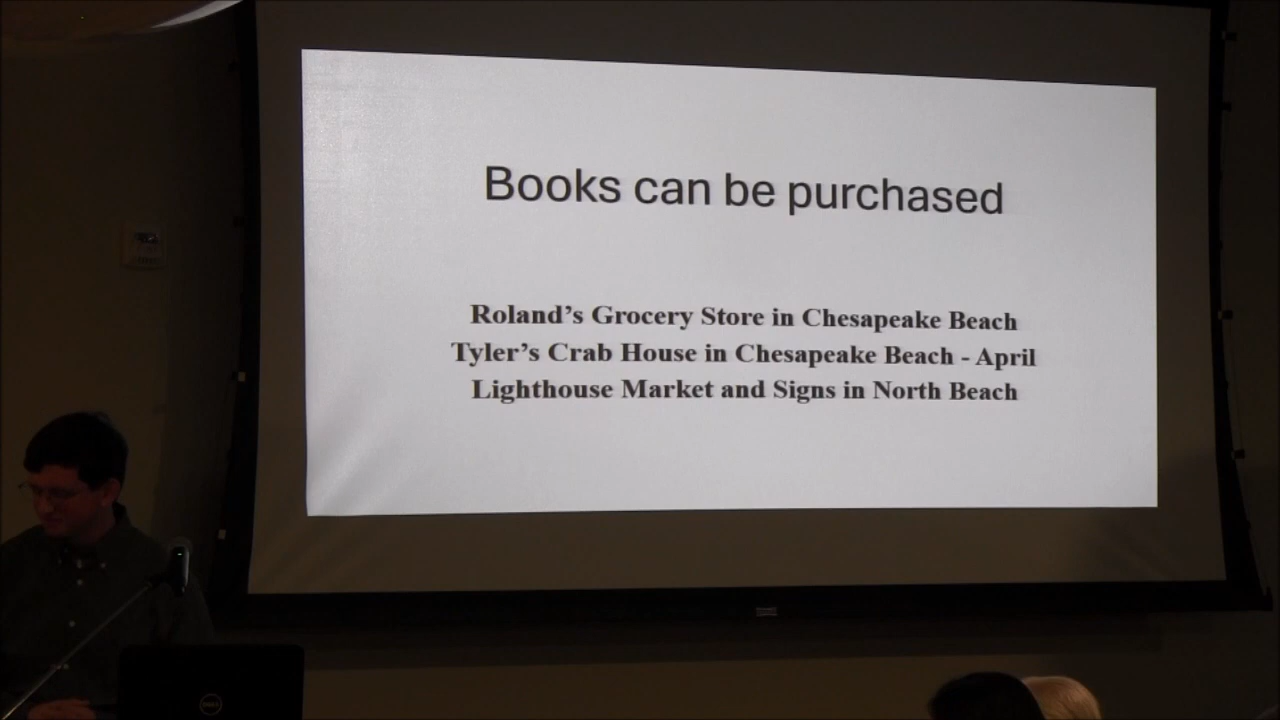 Books can be purchased
Roland's Grocery Store in Chesapeake Beach
Tyler's Crab House in Chesapeake Beach - April
Lighthouse Market and Signs in North Beach
DELL